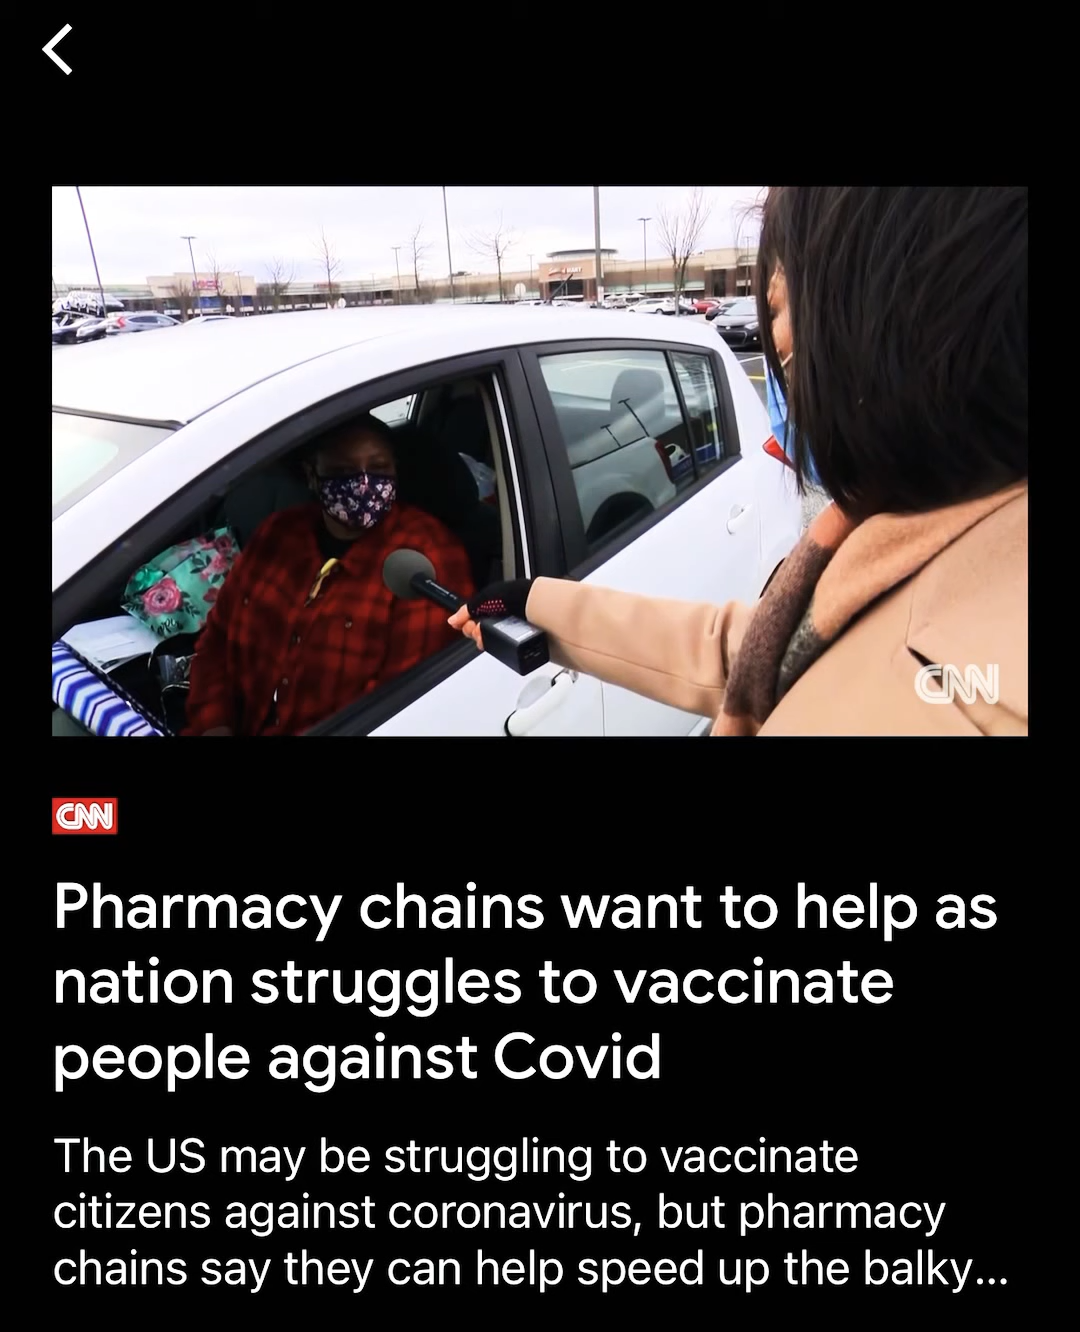 CNN
CNN
Pharmacy chains want to help as
nation struggles to vaccinate
people against Covid
The US may be struggling to vaccinate
citizens against coronavirus, but pharmacy
chains say they can help speed up the balky...